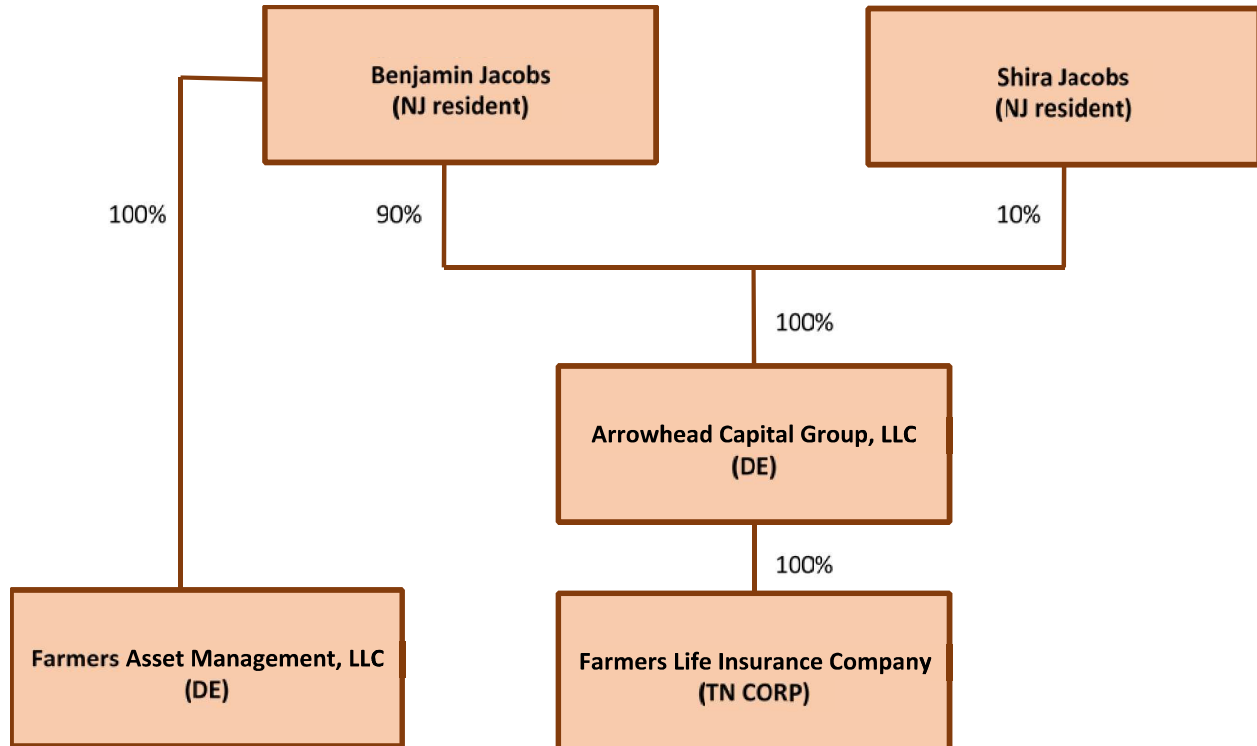 Benjamin Jacobs
(NJ resident)
Shira Jacobs
(NJ resident)
100%
90%
10%
100%
Arrowhead Capital Group, LLC
(DE)
100%
Farmers Asset Management, LLC
(DE)
Farmers Life Insurance Company
(TN CORP)